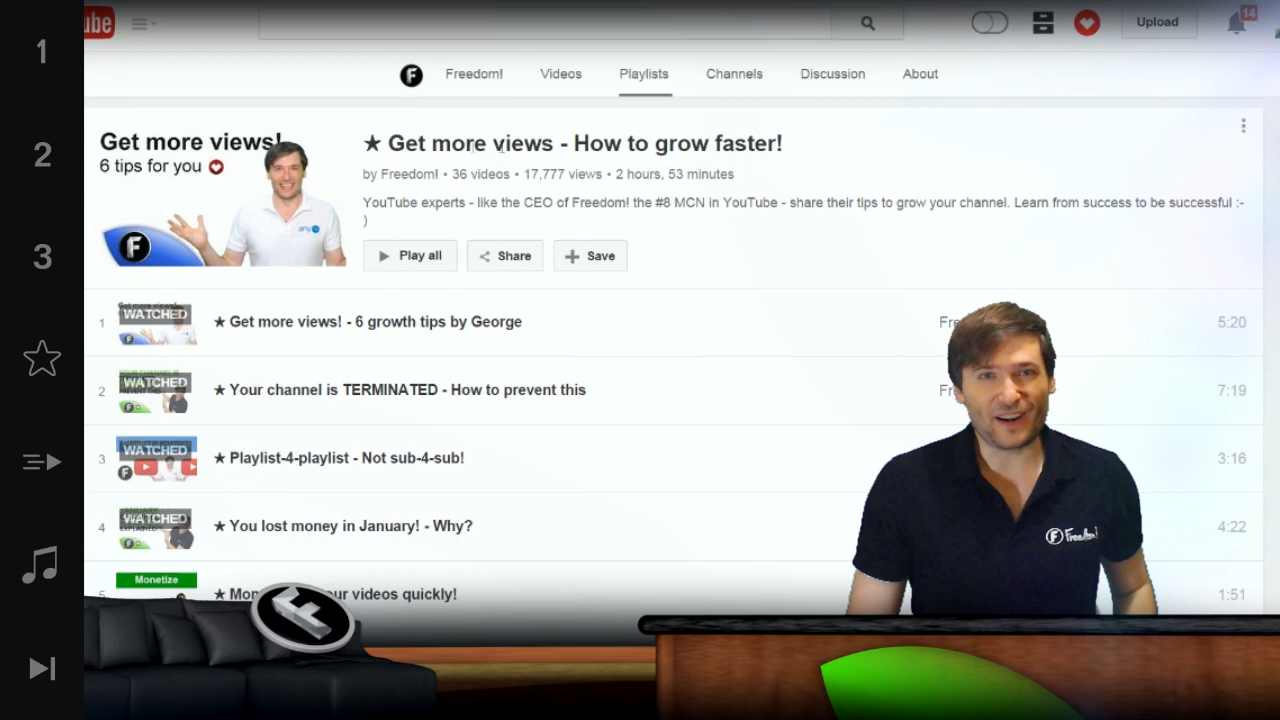 1
2
3
ube
Upload
14
Freedom!
Videos
Playlists
Channels
Discussion
About
Get more views!
6 tips for you
any
★ Get more views - How to grow faster!
by Freedom! • 36 videos • 17,777 views • 2 hours, 53 minutes
YouTube experts - like the CEO of Freedom! the #8 MCN in YouTube - share their tips to grow your channel. Learn from success to be successful :-
)
Play all
Share
Save
1
WATCHED
★ Get more views! - 6 growth tips by George
5:20
2
WATCHED
★ Your channel is TERMINATED - How to prevent this
7:19
3
WATCHED
★ Playlist-4-playlist - Not sub-4-sub!
3:16
4
WATCHED
★ You lost money in January! - Why?
4:22
5
Monetize
videos quickly!
1:51
F Freedom!